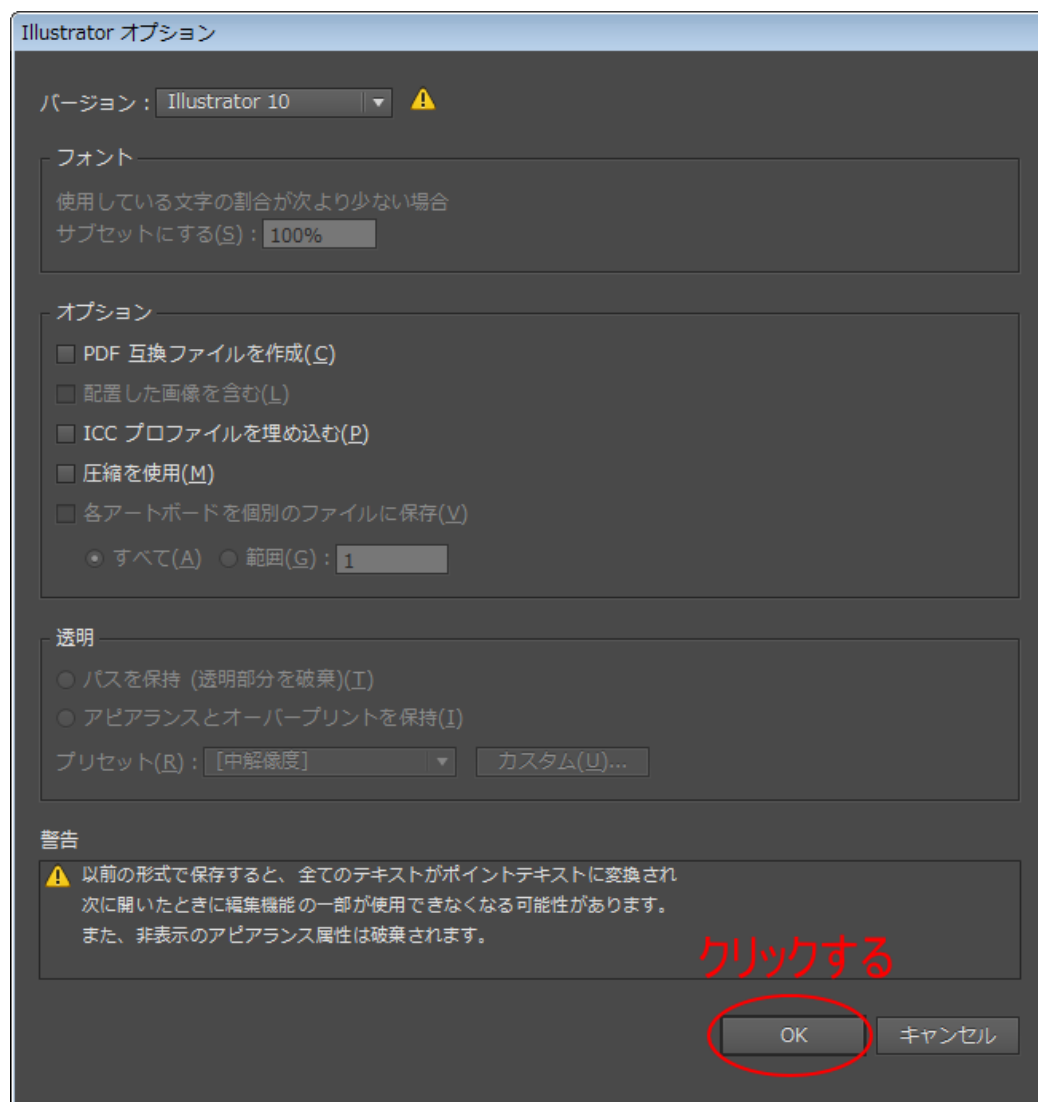 Illustrator オプション
バージョン : Illustrator 10
フォント
使用している文字の割合が次より少ない場合
サブセットにする(S) : 100%
オプション
PDF 互換ファイルを作成(C)
配置した画像を含む(L)
ICC プロファイルを埋め込む(P)
圧縮を使用(M)
各アートボードを個別のファイルに保存(V)
すべて(A) 範囲(G) : 1
透明
パスを保持 (透明部分を破棄)(T)
アピアランスとオーバープリントを保持(I)
プリセット(R) : [中解像度] カスタム(U)...
警告
以前の形式で保存すると、全てのテキストがポイントテキストに変換され
次に開いたときに編集機能の一部が使用できなくなる可能性があります。
また、非表示のアピアランス属性は破棄されます。
クリックする
OK キャンセル